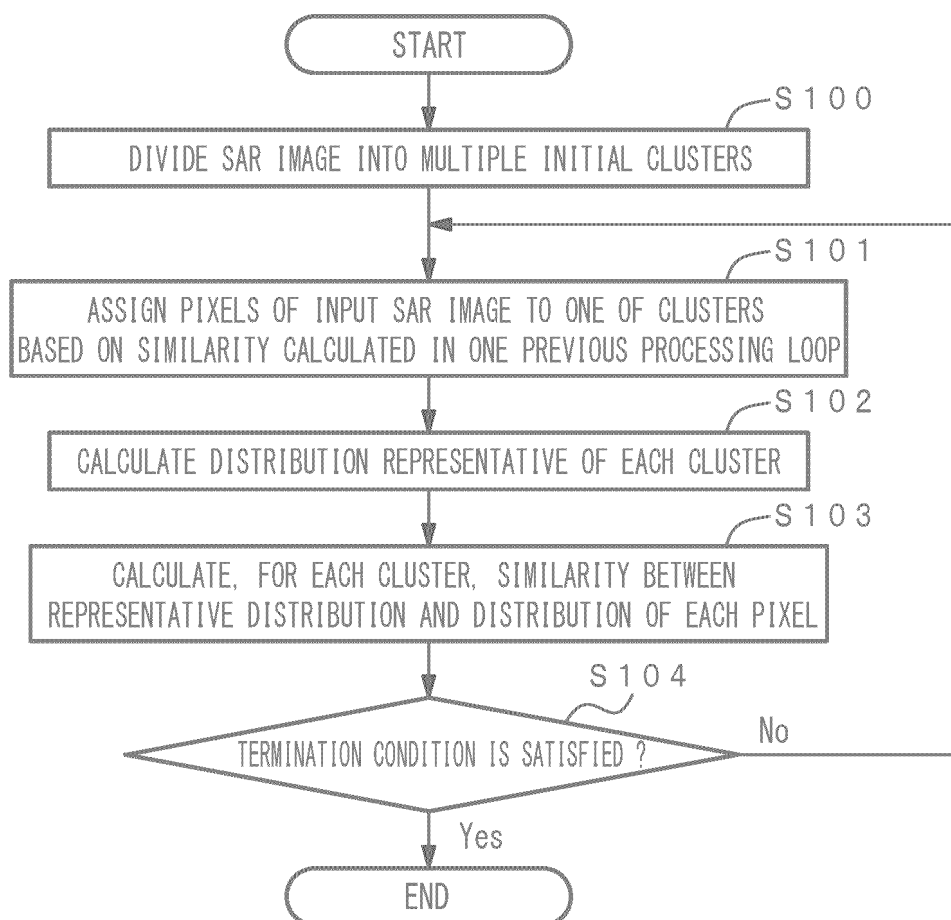 START
S100
DIVIDE SAR IMAGE INTO MULTIPLE INITIAL CLUSTERS
S101
ASSIGN PIXELS OF INPUT SAR IMAGE TO ONE OF CLUSTERS
BASED ON SIMILARITY CALCULATED IN ONE PREVIOUS PROCESSING LOOP
S102
CALCULATE DISTRIBUTION REPRESENTATIVE OF EACH CLUSTER
S103
CALCULATE, FOR EACH CLUSTER, SIMILARITY BETWEEN
REPRESENTATIVE DISTRIBUTION AND DISTRIBUTION OF EACH PIXEL
S104
TERMINATION CONDITION IS SATISFIED ?
No
Yes
END